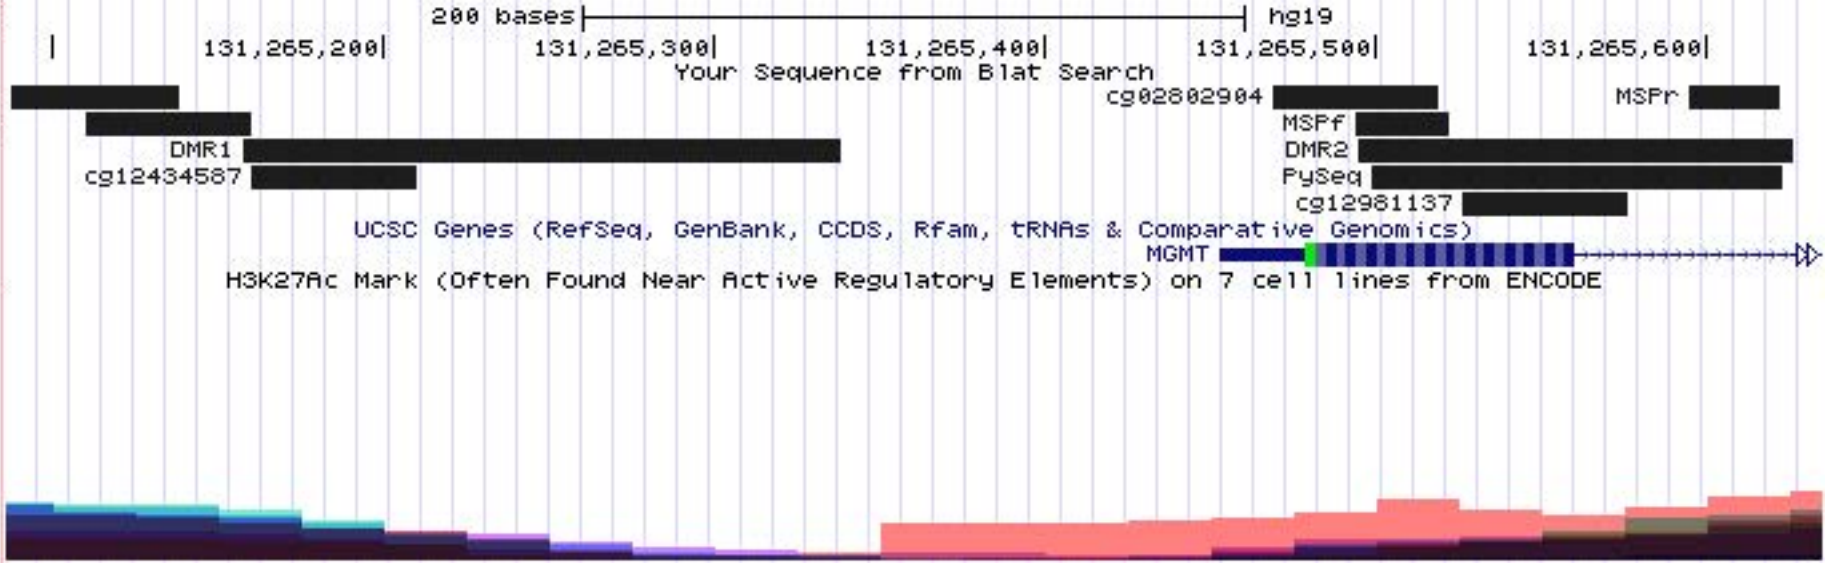 200 bases hg19
131,265,200 131,265,300 131,265,400 131,265,500 131,265,600
Your Sequence from Blat Search
cg02802904 MSPr
MSPf
DMR1 DMR2
cg12434587 PySeq
cg12981137
UCSC Genes (RefSeq, GenBank, CCDS, Rfam, tRNAs & Comparative Genomics)
MGMT
H3K27Ac Mark (Often Found Near Active Regulatory Elements) on 7 cell lines from ENCODE